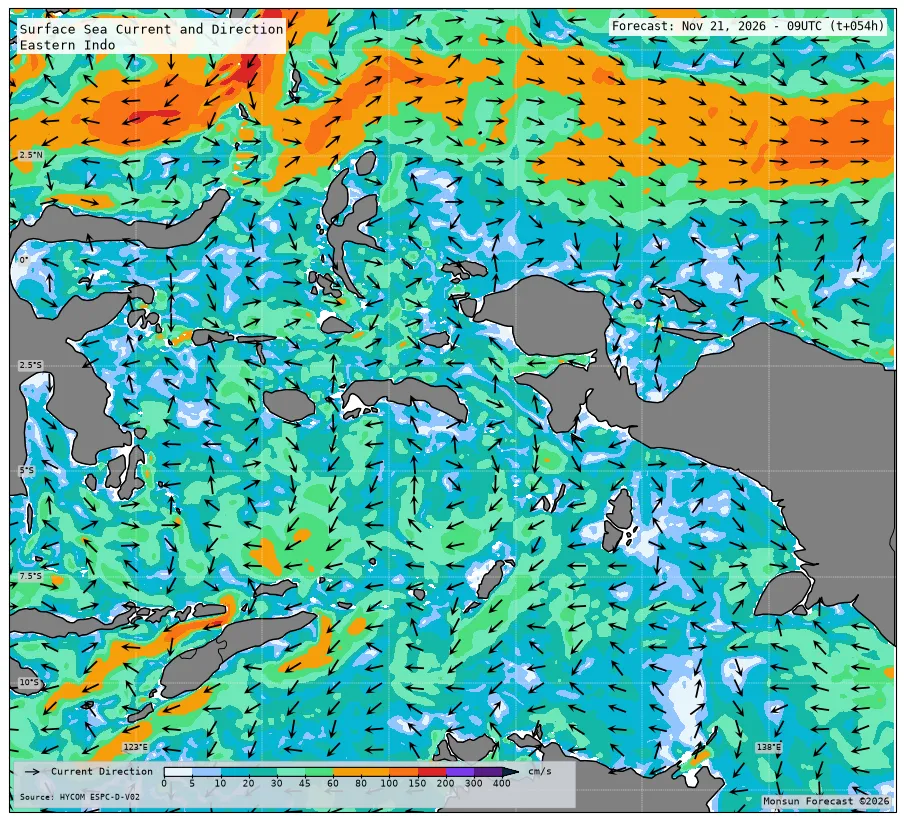 Surface Sea Current and Direction
Eastern Indo
Forecast: Nov 21, 2026 - 09UTC (t+054h)
2.5°N
0°
2.5°S
5°S
7.5°S
10°S
123°E
138°E
Current Direction
0 5 10 20 30 45 60 80 100 150 200 300 400
cm/s
Source: HYCOM ESPC-D-V02
Monsun Forecast ©2026